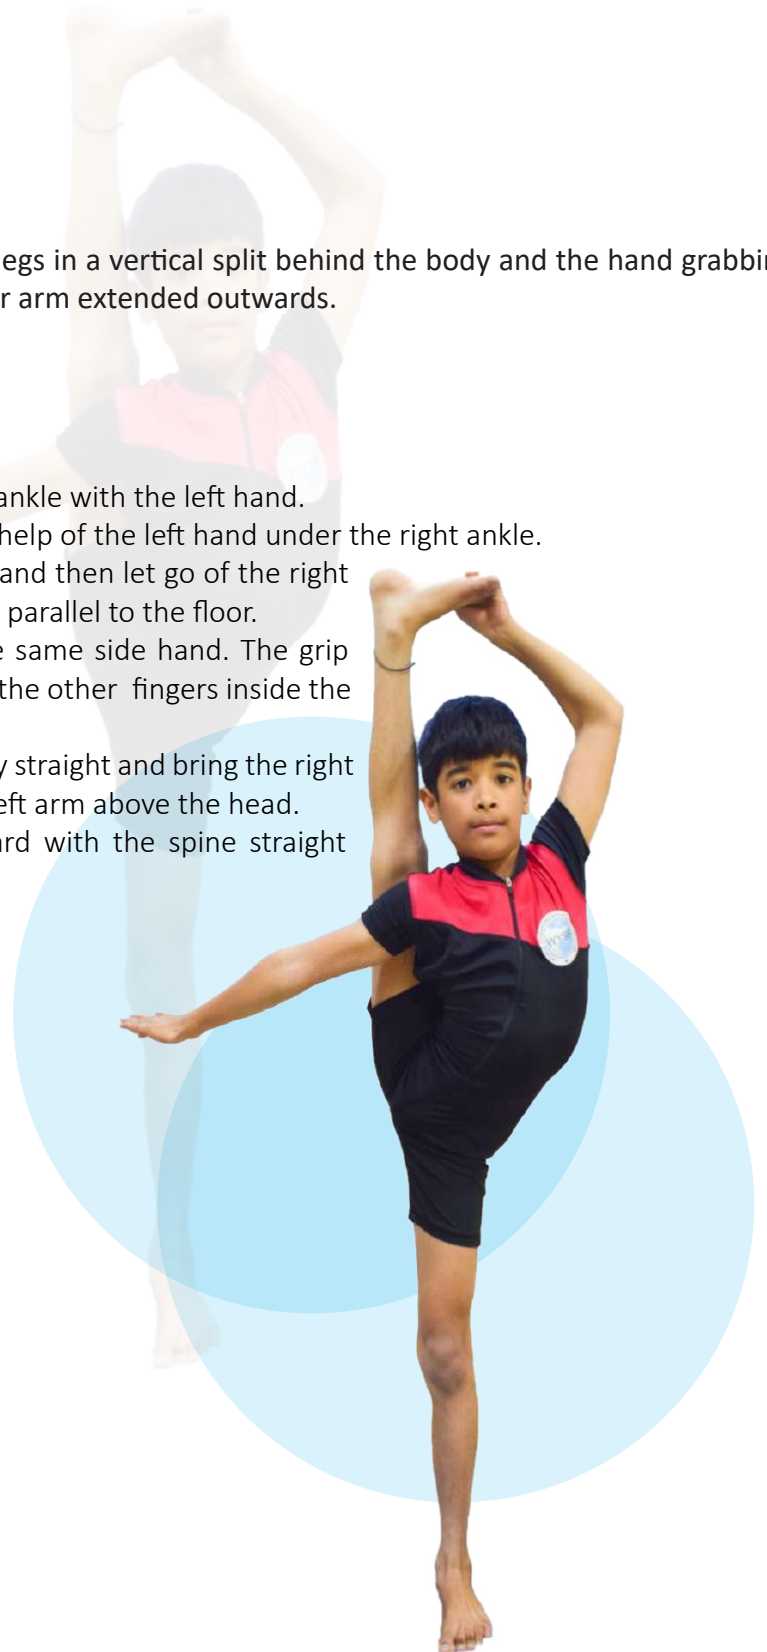 egs in a vertical split behind the body and the hand grabbin
r arm extended outwards.
ankle with the left hand.
help of the left hand under the right ankle.
and then let go of the right
parallel to the floor.
e same side hand. The grip
the other fingers inside the
y straight and bring the right
eft arm above the head.
ard with the spine straight